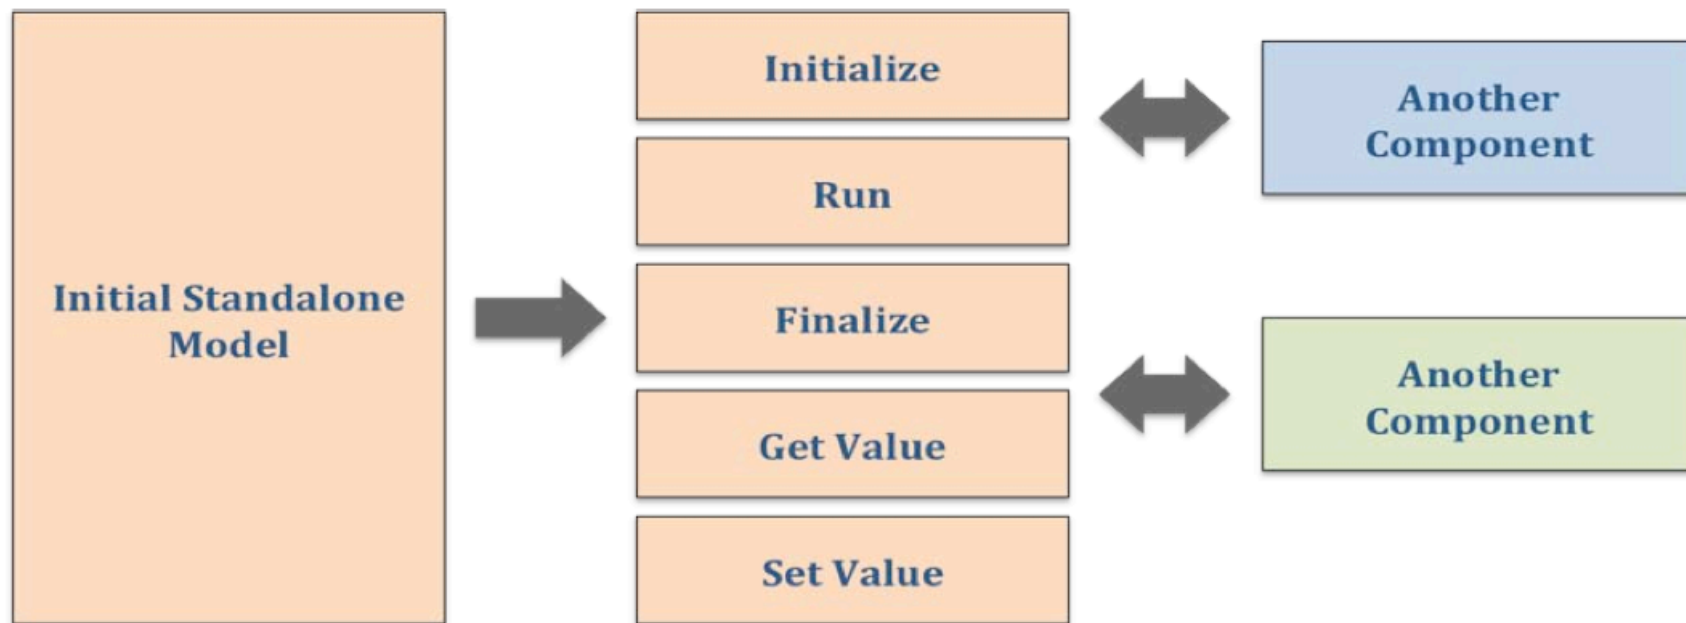 Initial Standalone
Model
Initialize
Run
Finalize
Get Value
Set Value
Another
Component
Another
Component